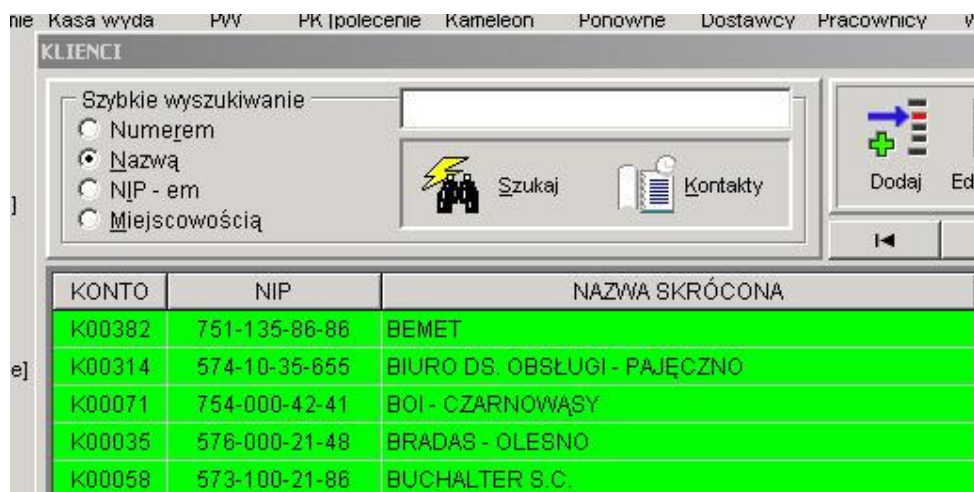 Kasa wyda PW PK [polecenie Kameleon Ponowne Dostawcy Pracownicy
KLIENCI
Szybkie wyszukiwanie
Numerem
Nazwą
NIP - em
Miejscowością
Szukaj
Kontakty
Dodaj
Ed
]
e]
KONTO NIP NAZWA SKRÓCONA
K00382 751-135-86-86 BEMET
K00314 574-10-35-655 BIURO DS. OBSŁUGI - PAJĘCZNO
K00071 754-000-42-41 BOI - CZARNOWĄSY
K00035 576-000-21-48 BRADAS - OLESNO
K00058 573-100-21-86 BUCHALTER S.C.